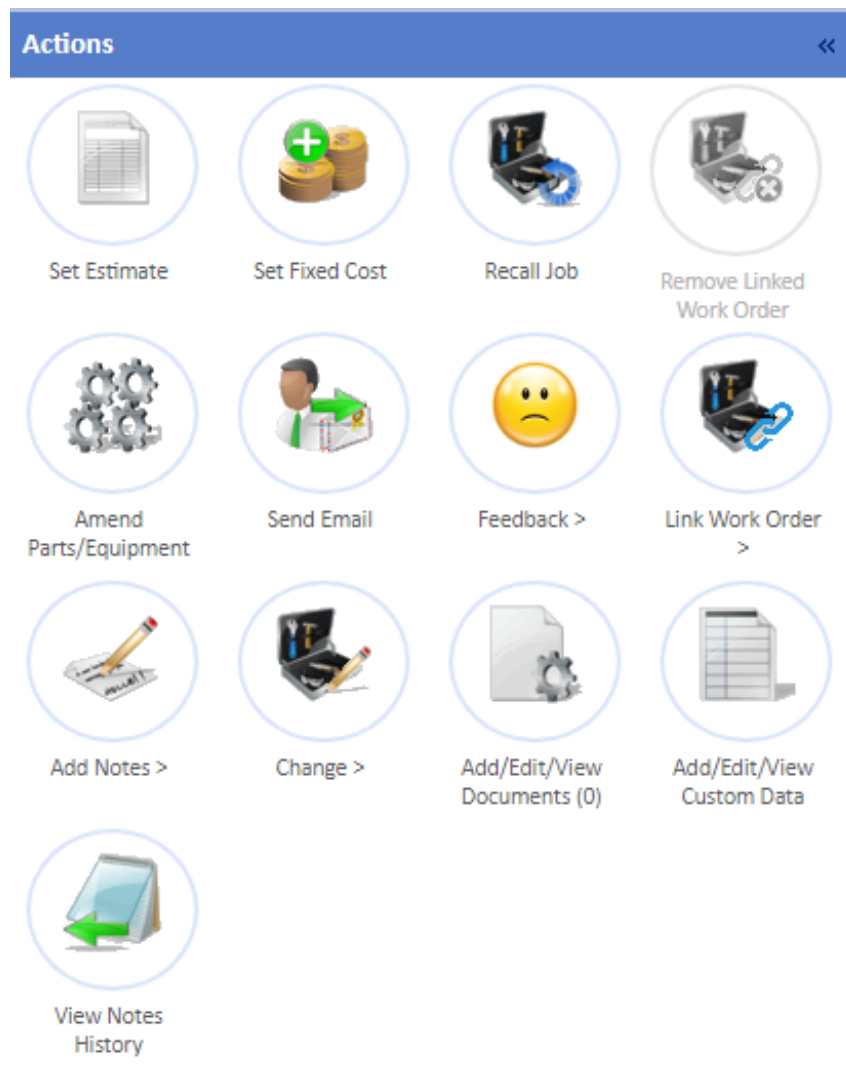 Actions «
Set Estimate
Set Fixed Cost
Recall Job
Remove Linked
Work Order
Amend
Parts/Equipment
Send Email
Feedback >
Link Work Order
>
Add Notes >
Change >
Add/Edit/View
Documents (0)
Add/Edit/View
Custom Data
View Notes
History